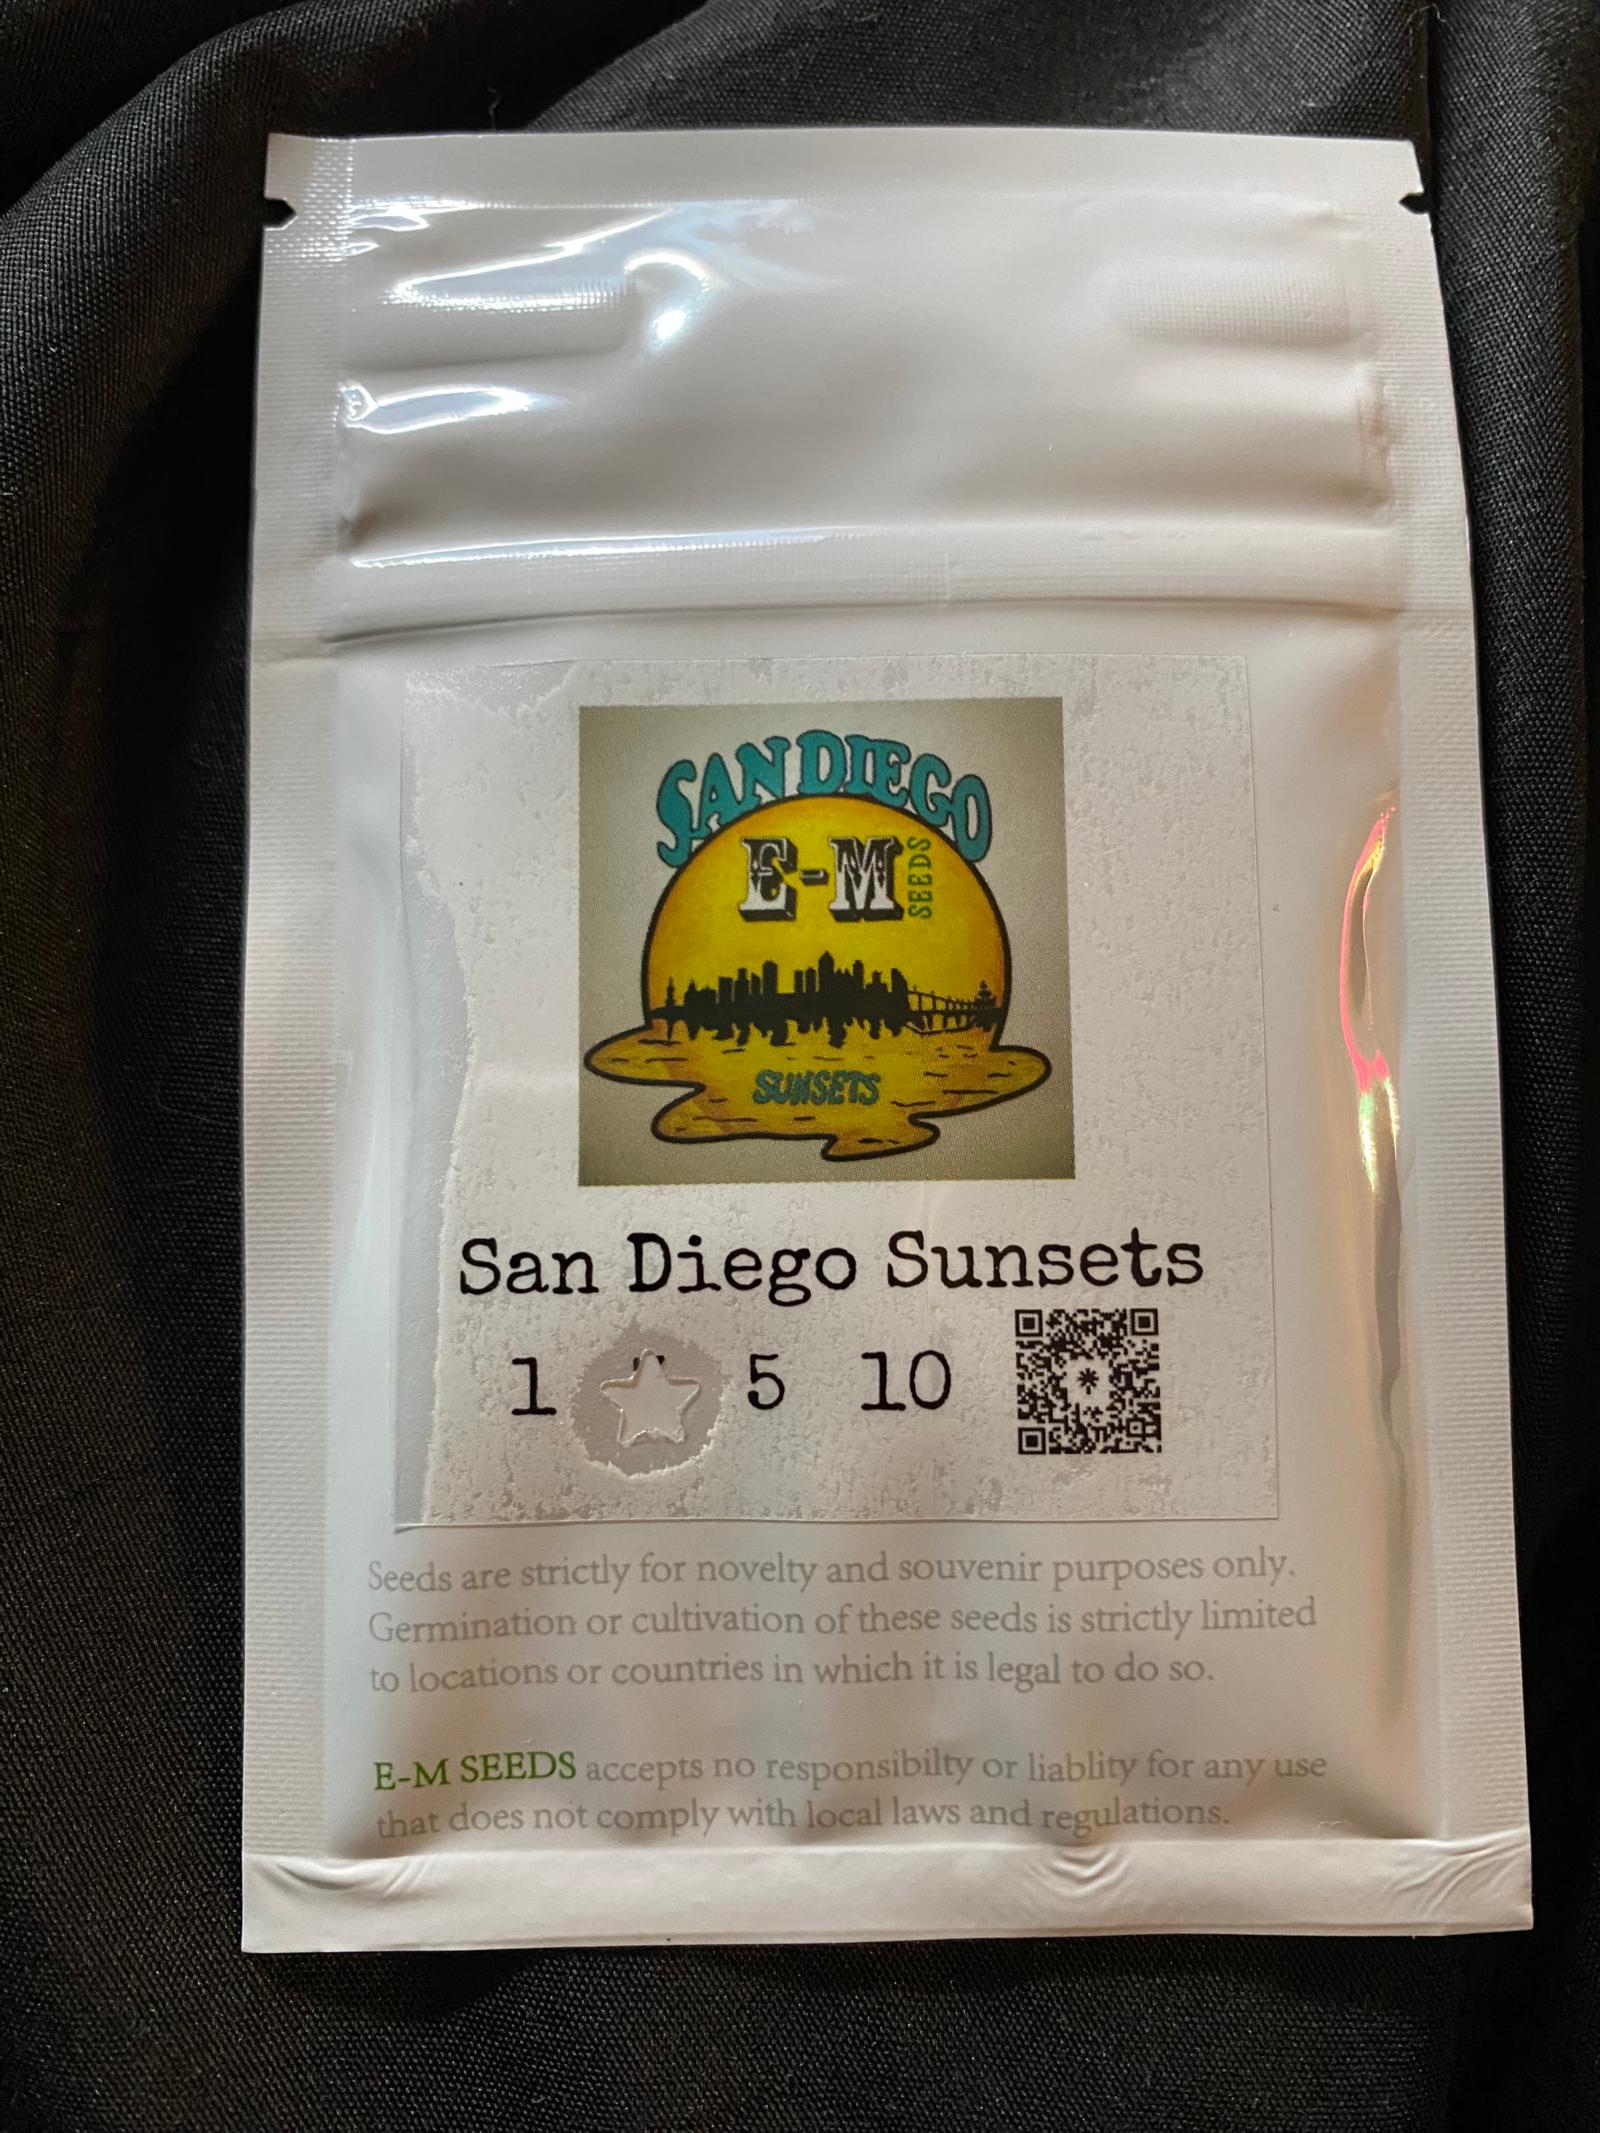 SAN DIEGO
E-M SEEDS
SUNSETS
San Diego Sunsets
1 5 10
Seeds are strictly for novelty and souvenir purposes only.
Germination or cultivation of these seeds is strictly limited
to locations or countries in which it is legal to do so.
E-M SEEDS accepts no responsibilty or liablity for any use
that does not comply with local laws and regulations.